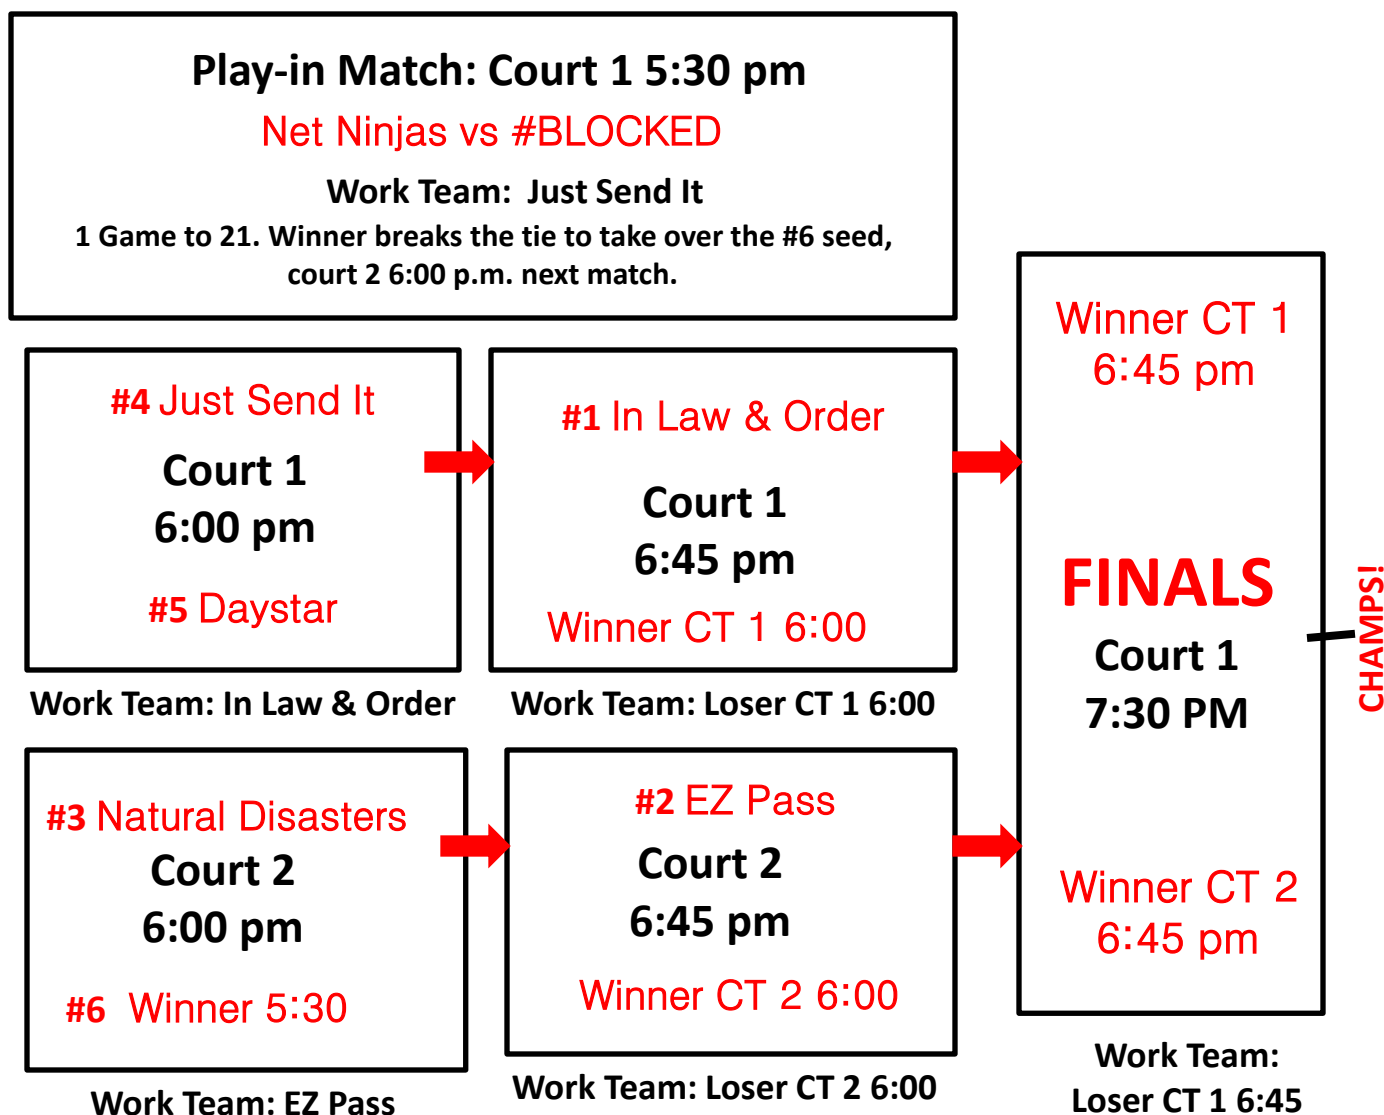 Play-in Match: Court 1 5:30 pm
Net Ninjas vs #BLOCKED
Work Team: Just Send It
1 Game to 21. Winner breaks the tie to take over the #6 seed,
court 2 6:00 p.m. next match.
#4 Just Send It
Court 1
6:00 pm
#5 Daystar
Work Team: In Law & Order
#1 In Law & Order
Court 1
6:45 pm
Winner CT 1 6:00
Work Team: Loser CT 1 6:00
#3 Natural Disasters
Court 2
6:00 pm
#6 Winner 5:30
Work Team: EZ Pass
#2 EZ Pass
Court 2
6:45 pm
Winner CT 2 6:00
Work Team: Loser CT 2 6:00
Winner CT 1
6:45 pm
FINALS
Court 1
7:30 PM
Winner CT 2
6:45 pm
Work Team:
Loser CT 1 6:45
CHAMPS!